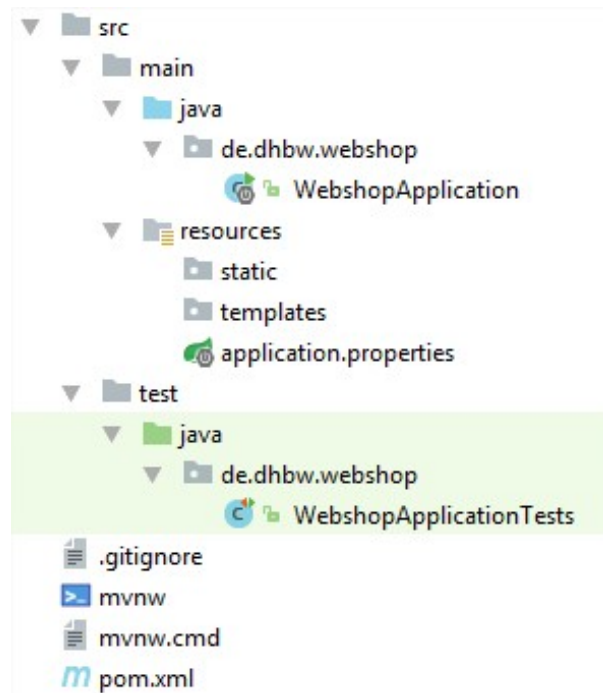 src
main
java
de.dhbw.webshop
WebshopApplication
resources
static
templates
application.properties
test
java
de.dhbw.webshop
WebshopApplicationTests
.gitignore
mvnw
mvnw.cmd
pom.xml